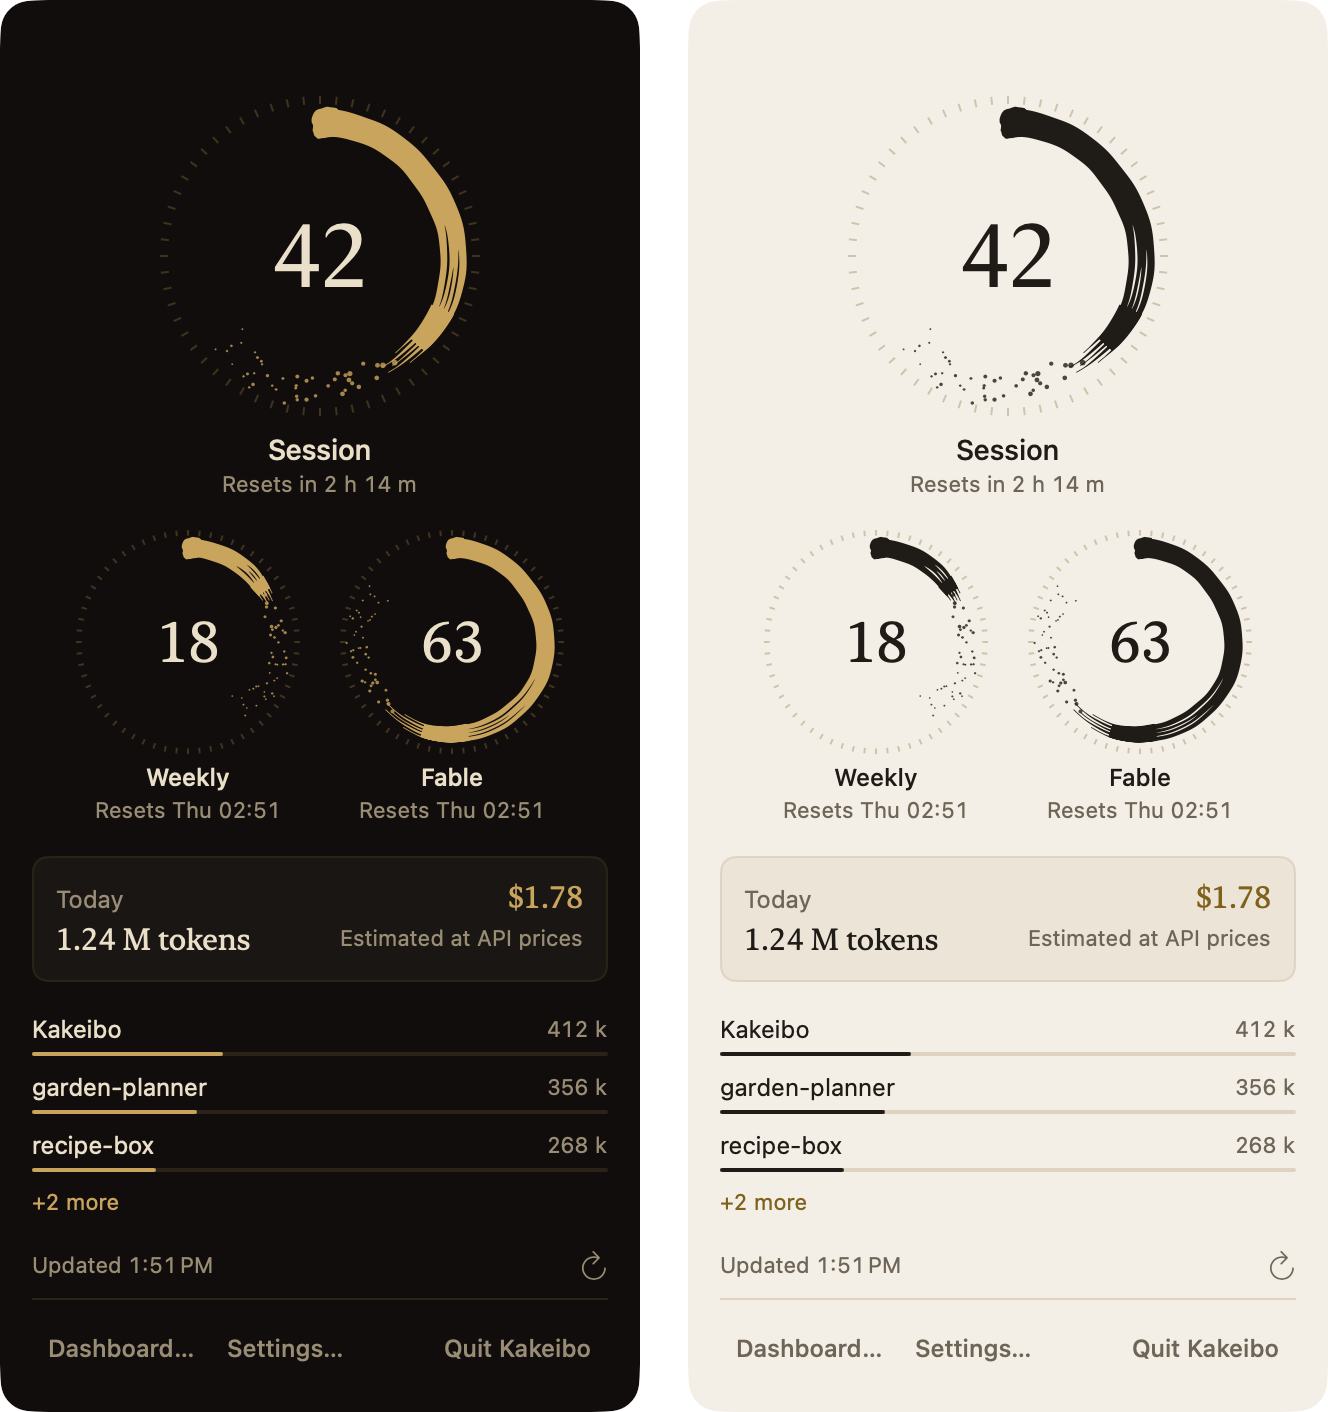 42
Session
Resets in 2 h 14 m
18
63
Weekly
Fable
Resets Thu 02:51
Resets Thu 02:51
Today
$1.78
1.24 M tokens
Estimated at API prices
Kakeibo
412 k
garden-planner
356 k
recipe-box
268 k
+2 more
Updated 1:51 PM
Dashboard...
Settings...
Quit Kakeibo
42
Session
Resets in 2 h 14 m
18
63
Weekly
Fable
Resets Thu 02:51
Resets Thu 02:51
Today
$1.78
1.24 M tokens
Estimated at API prices
Kakeibo
412 k
garden-planner
356 k
recipe-box
268 k
+2 more
Updated 1:51 PM
Dashboard...
Settings...
Quit Kakeibo